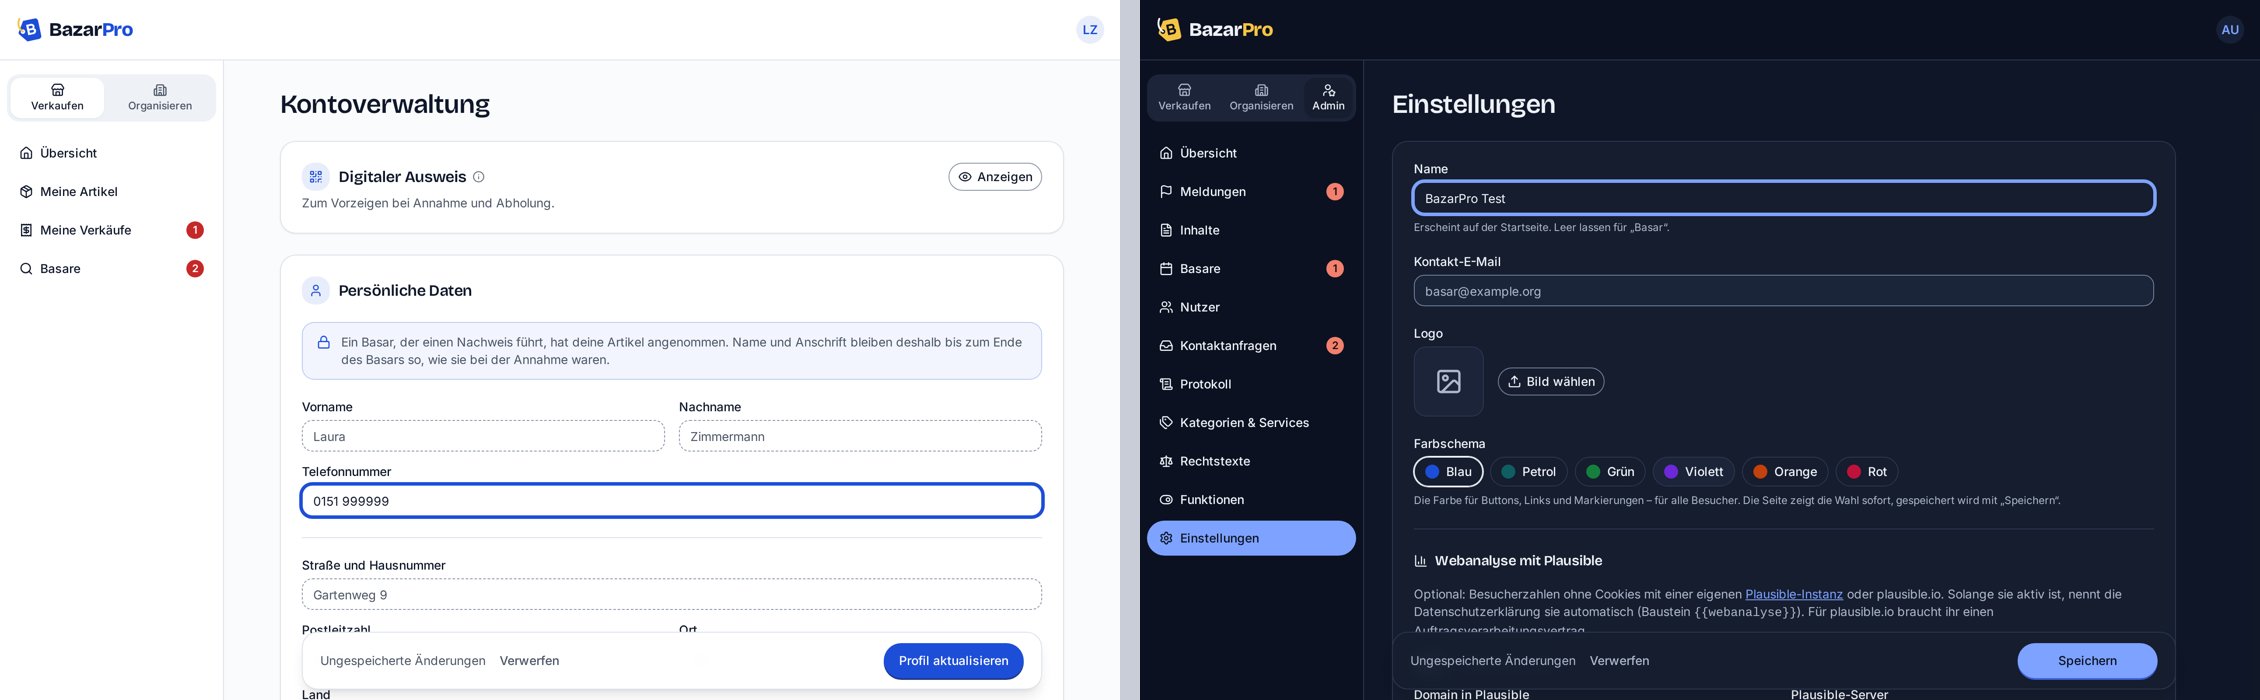 BazarPro
LZ
Verkaufen
Organisieren
Übersicht
Meine Artikel
Meine Verkäufe 1
Basare 2
Kontoverwaltung
Digitaler Ausweis
Anzeigen
Zum Vorzeigen bei Annahme und Abholung.
Persönliche Daten
Ein Basar, der einen Nachweis führt, hat deine Artikel angenommen. Name und Anschrift bleiben deshalb bis zum Ende
des Basars so, wie sie bei der Annahme waren.
Vorname
Nachname
Laura
Zimmermann
Telefonnummer
0151 999999
Straße und Hausnummer
Gartenweg 9
Postleitzahl
Ort
Ungespeicherte Änderungen
Verwerfen
Profil aktualisieren
Land
BazarPro
AU
Verkaufen
Organisieren
Admin
Übersicht
Meldungen 1
Inhalte
Basare 1
Nutzer
Kontaktanfragen 2
Protokoll
Kategorien & Services
Rechtstexte
Funktionen
Einstellungen
Einstellungen
Name
BazarPro Test
Erscheint auf der Startseite. Leer lassen für „Basar“.
Kontakt-E-Mail
basar@example.org
Logo
Bild wählen
Farbschema
Blau
Petrol
Grün
Violett
Orange
Rot
Die Farbe für Buttons, Links und Markierungen – für alle Besucher. Die Seite zeigt die Wahl sofort, gespeichert wird mit „Speichern“.
Webanalyse mit Plausible
Optional: Besucherzahlen ohne Cookies mit einer eigenen Plausible-Instanz oder plausible.io. Solange sie aktiv ist, nennt die
Datenschutzerklärung sie automatisch (Baustein {{webanalyse}}). Für plausible.io braucht ihr einen
Auftragsverarbeitungsvertrag.
Ungespeicherte Änderungen
Verwerfen
Speichern
Domain in Plausible
Plausible-Server